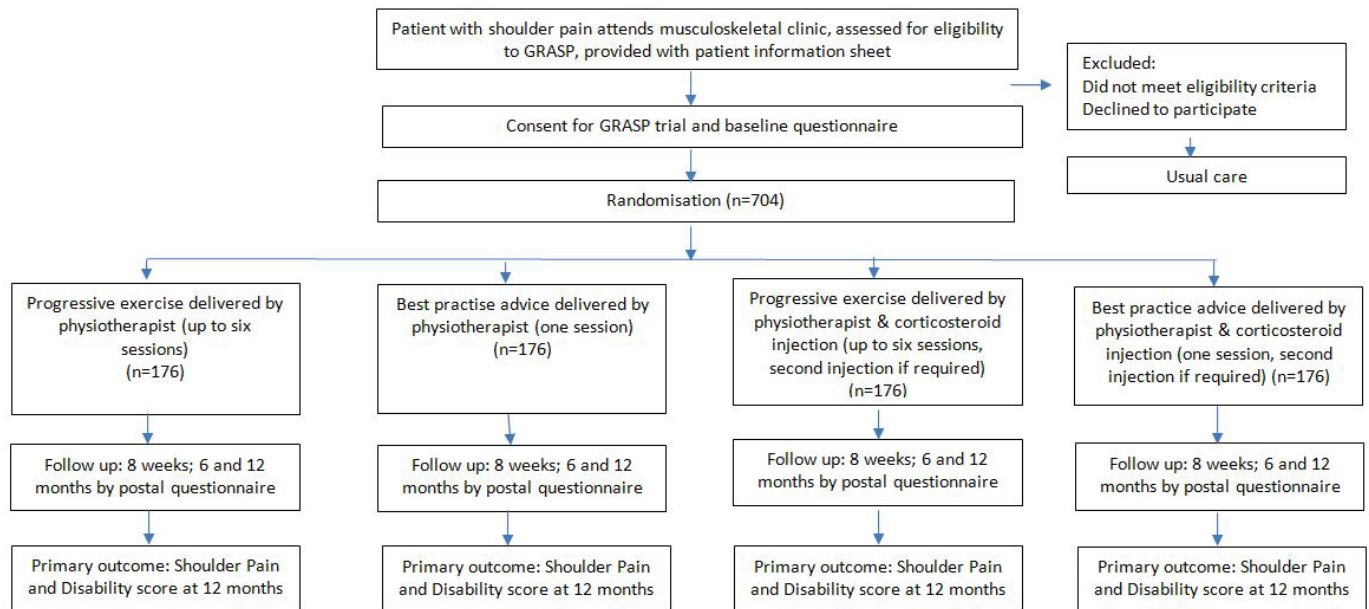 Patient with shoulder pain attends musculoskeletal clinic, assessed for eligibility
to GRASP, provided with patient information sheet
Excluded:
Did not meet eligibility criteria
Declined to participate
Consent for GRASP trial and baseline questionnaire
Usual care
Randomisation (n=704)
Progressive exercise delivered by
physiotherapist (up to six
sessions)
(n=176)
Best practise advice delivered by
physiotherapist (one session)
(n=176)
Progressive exercise delivered by
physiotherapist & corticosteroid
injection (up to six sessions,
second injection if required)
(n=176)
Best practice advice delivered by
physiotherapist & corticosteroid
injection (one session, second
injection if required) (n=176)
Follow up: 8 weeks; 6 and 12
months by postal questionnaire
Follow up: 8 weeks; 6 and 12
months by postal questionnaire
Follow up: 8 weeks; 6 and 12
months by postal questionnaire
Follow up: 8 weeks; 6 and 12
months by postal questionnaire
Primary outcome: Shoulder Pain
and Disability score at 12 months
Primary outcome: Shoulder Pain
and Disability score at 12 months
Primary outcome: Shoulder Pain
and Disability score at 12 months
Primary outcome: Shoulder Pain
and Disability score at 12 months